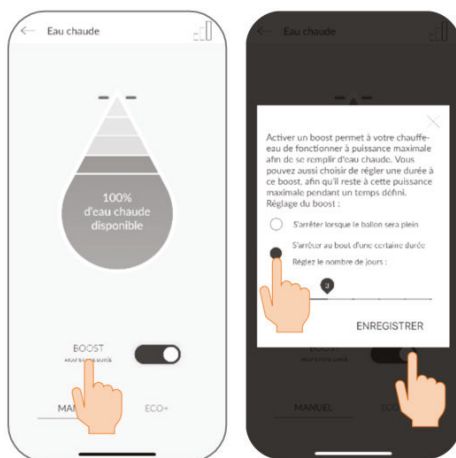 Eau chaude
100%
d'eau chaude
disponible
BOOST
ECO+
Eau chaude
Activer un boost permet à votre chauffe-
eau de fonctionner à puissance maximale
afin de se remplir d'eau chaude. Vous
pouvez aussi choisir de régler une durée à
ce boost, afin qu'il reste à cette puissance
maximale pendant un temps défini.
Réglage du boost :
S'arrêter lorsque le ballon sera plein
S'arrêter au bout d'une certaine durée
Réglez le nombre de jours :
3
ENREGISTRER
MANUEL